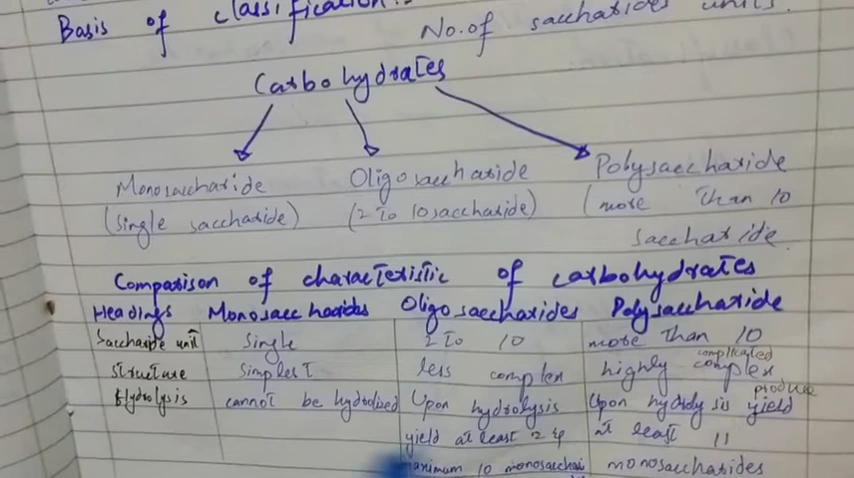 Basis of classification:
No. of saccharides units.
Carbohydrates
Monosaccharide Oligosaccharide Polysaccharide
(single saccharide) (2 to 10 saccharide) (more than 10
saccharide
Comparison of characteristic of carbohydrates
Headings Monosaccharides Oligosaccharides Polysaccharide
Saccharide unit single 2 to 10 more than 10
complicated
structure simplest less complex highly complex
produce
Hydrolysis cannot be hydrolized Upon hydrolysis Upon hydrolysis yield
yield at least 2 & at least 11
maximum 10 monosacchari monosaccharides